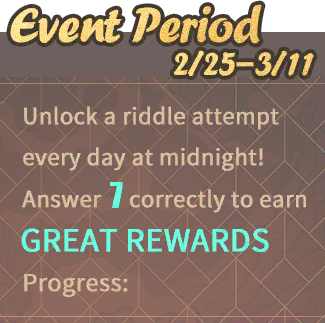 Event Period
2/25–3/11
Unlock a riddle attempt
every day at midnight!
Answer 7 correctly to earn
GREAT REWARDS
Progress: